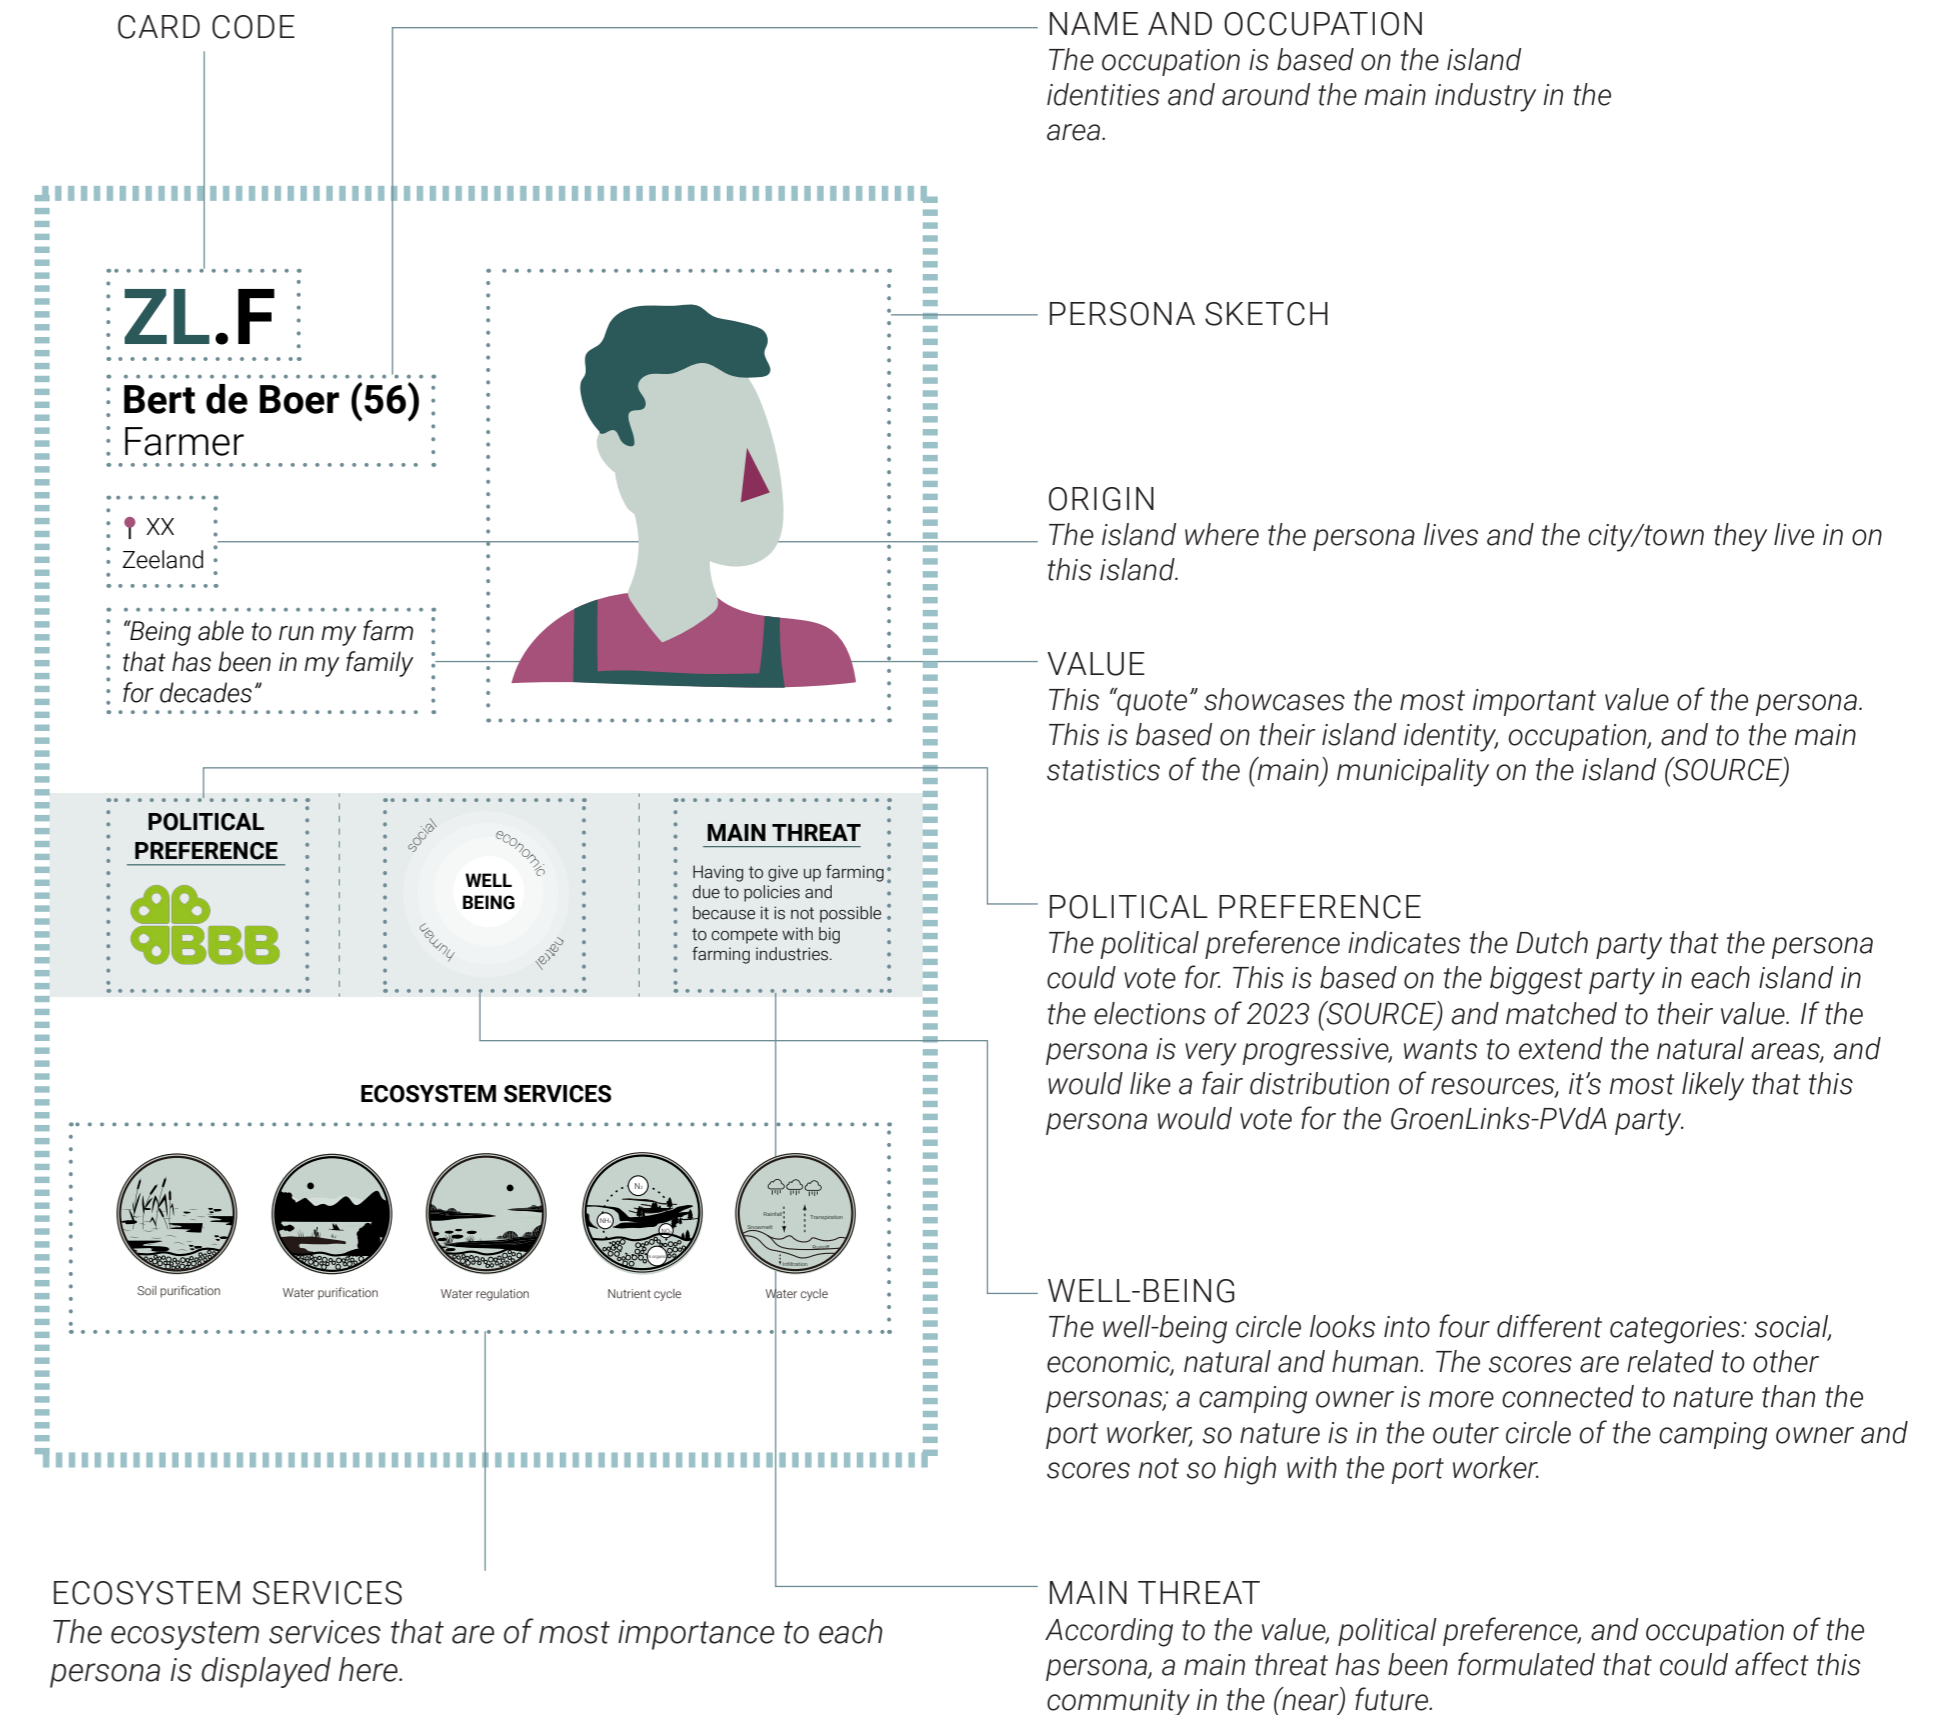 CARD CODE
NAME AND OCCUPATION
The occupation is based on the island
identities and around the main industry in the
area.
ZL.F
Bert de Boer (56)
Farmer
XX
Zeeland
"Being able to run my farm
that has been in my family
for decades"
PERSONA SKETCH
ORIGIN
The island where the persona lives and the city/town they live in on
this island.
VALUE
This "quote" showcases the most important value of the persona.
This is based on their island identity, occupation, and to the main
statistics of the (main) municipality on the island (SOURCE)
POLITICAL
PREFERENCE
BBB
social
economic
WELL
BEING
human
natral
MAIN THREAT
Having to give up farming
due to policies and
because it is not possible
to compete with big
farming industries.
POLITICAL PREFERENCE
The political preference indicates the Dutch party that the persona
could vote for. This is based on the biggest party in each island in
the elections of 2023 (SOURCE) and matched to their value. If the
persona is very progressive, wants to extend the natural areas, and
would like a fair distribution of resources, it's most likely that this
persona would vote for the GroenLinks-PVdA party.
ECOSYSTEM SERVICES
N₂
Rainfall
Transpiration
Snowmelt
Infiltration
Soil purification
Water purification
Water regulation
Nutrient cycle
Water cycle
WELL-BEING
The well-being circle looks into four different categories: social,
economic, natural and human. The scores are related to other
personas; a camping owner is more connected to nature than the
port worker, so nature is in the outer circle of the camping owner and
scores not so high with the port worker.
ECOSYSTEM SERVICES
The ecosystem services that are of most importance to each
persona is displayed here.
MAIN THREAT
According to the value, political preference, and occupation of the
persona, a main threat has been formulated that could affect this
community in the (near) future.